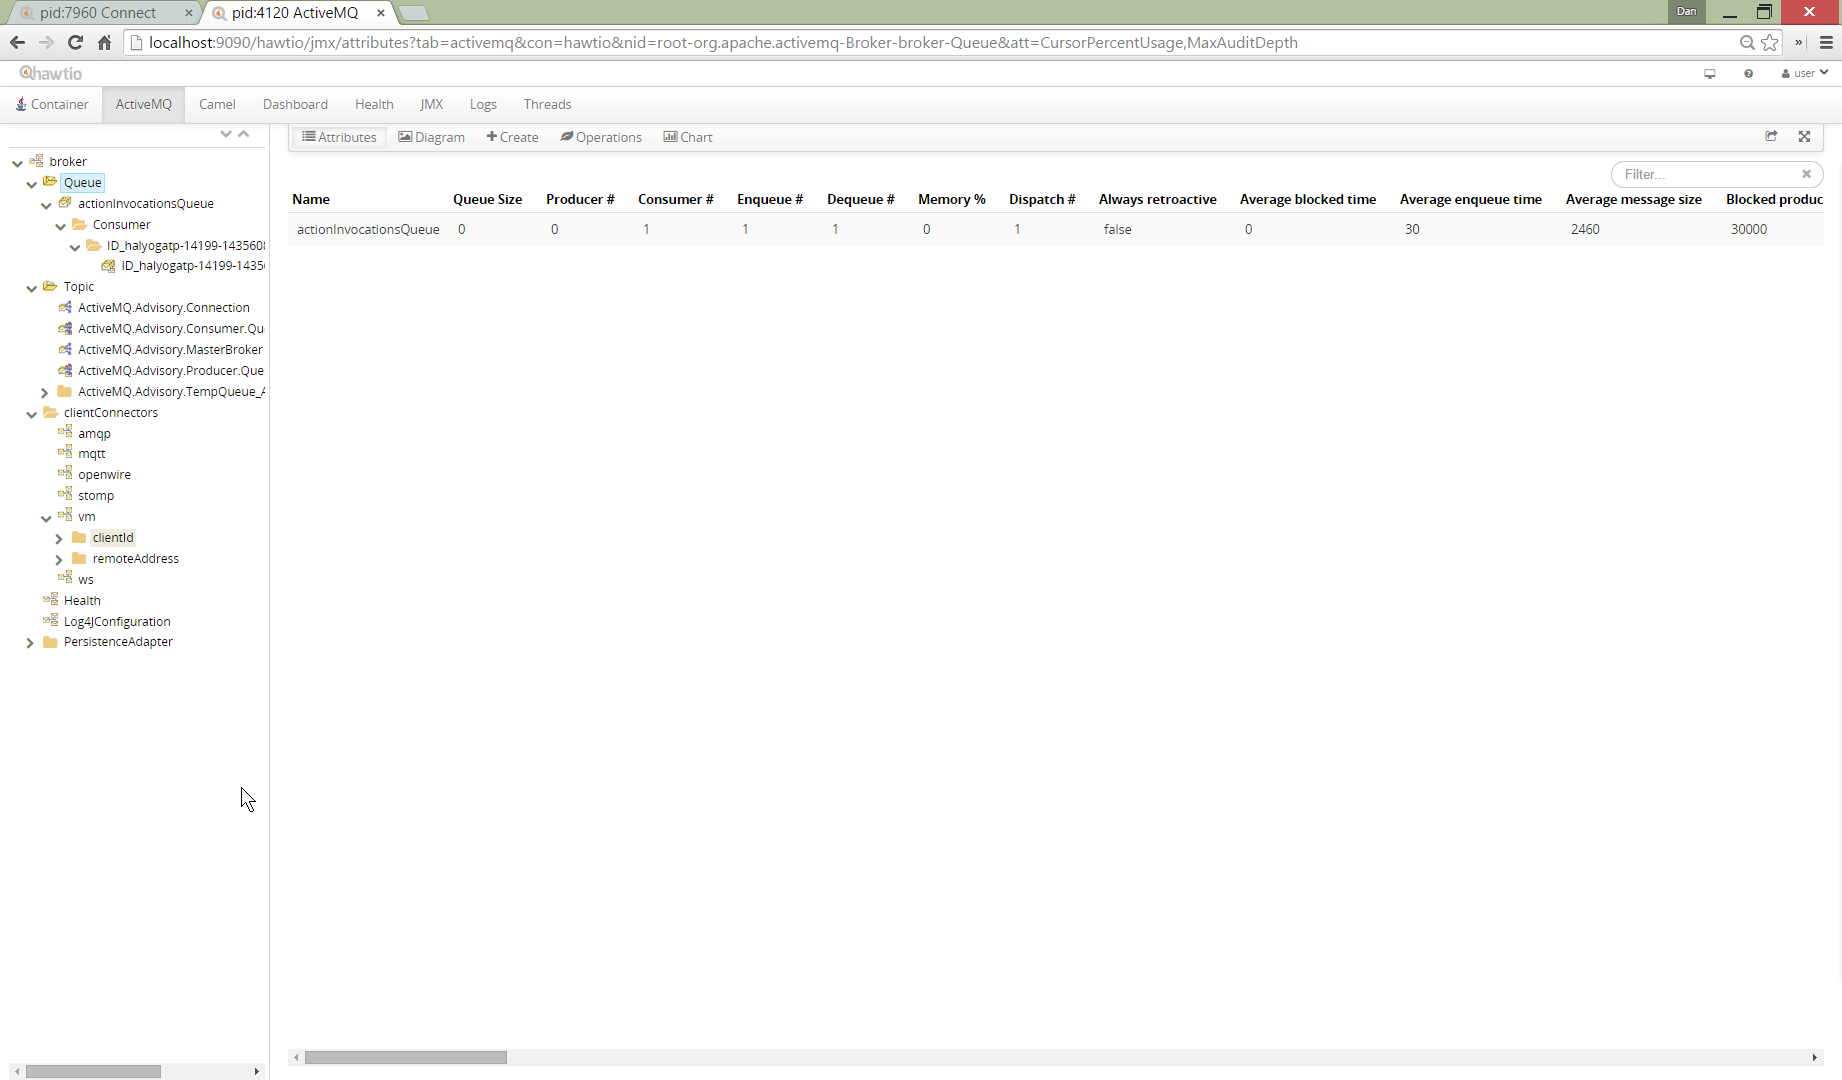 pid:7960 Connect
pid:4120 ActiveMQ
Dan
localhost:9090/hawtio/jmx/attributes?tab=activemq&con=hawtio&nid=root-org.apache.activemq-Broker-broker-Queue&att=CursorPercentUsage,MaxAuditDepth
hawtio
user
Container ActiveMQ Camel Dashboard Health JMX Logs Threads
Attributes Diagram Create Operations Chart
Filter...
broker
Queue
actionInvocationsQueue
Consumer
ID_halyogatp-14199-143560
ID_halyogatp-14199-1435
Topic
ActiveMQ.Advisory.Connection
ActiveMQ.Advisory.Consumer.Qu
ActiveMQ.Advisory.MasterBroker
ActiveMQ.Advisory.Producer.Que
ActiveMQ.Advisory.TempQueue_
clientConnectors
amqp
mqtt
openwire
stomp
vm
clientId
remoteAddress
ws
Health
Log4JConfiguration
PersistenceAdapter
Name Queue Size Producer # Consumer # Enqueue # Dequeue # Memory % Dispatch # Always retroactive Average blocked time Average enqueue time Average message size Blocked produc
actionInvocationsQueue 0 0 1 1 1 0 1 false 0 30 2460 30000